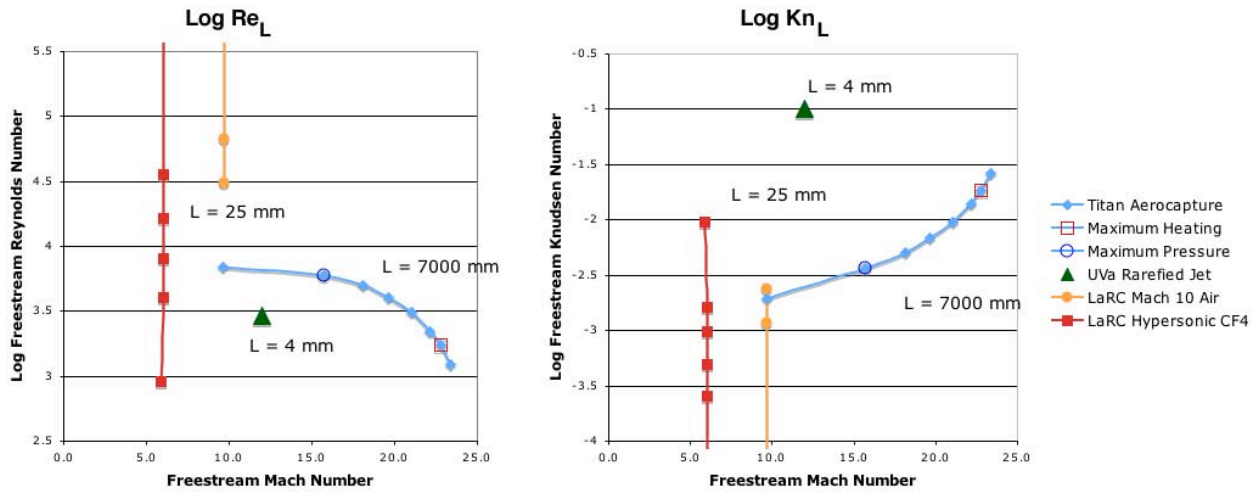 Log Re_L
Log Freestream Reynolds Number
5.5
5
4.5
4
3.5
3
2.5
L = 25 mm
L = 7000 mm
L = 4 mm
0.0 5.0 10.0 15.0 20.0 25.0
Freestream Mach Number
Log Kn_L
Log Freestream Knudsen Number
-0.5
-1
-1.5
-2
-2.5
-3
-3.5
-4
L = 4 mm
L = 25 mm
L = 7000 mm
0.0 5.0 10.0 15.0 20.0 25.0
Freestream Mach Number
Titan Aerocapture
Maximum Heating
Maximum Pressure
UVa Rarefied Jet
LaRC Mach 10 Air
LaRC Hypersonic CF4